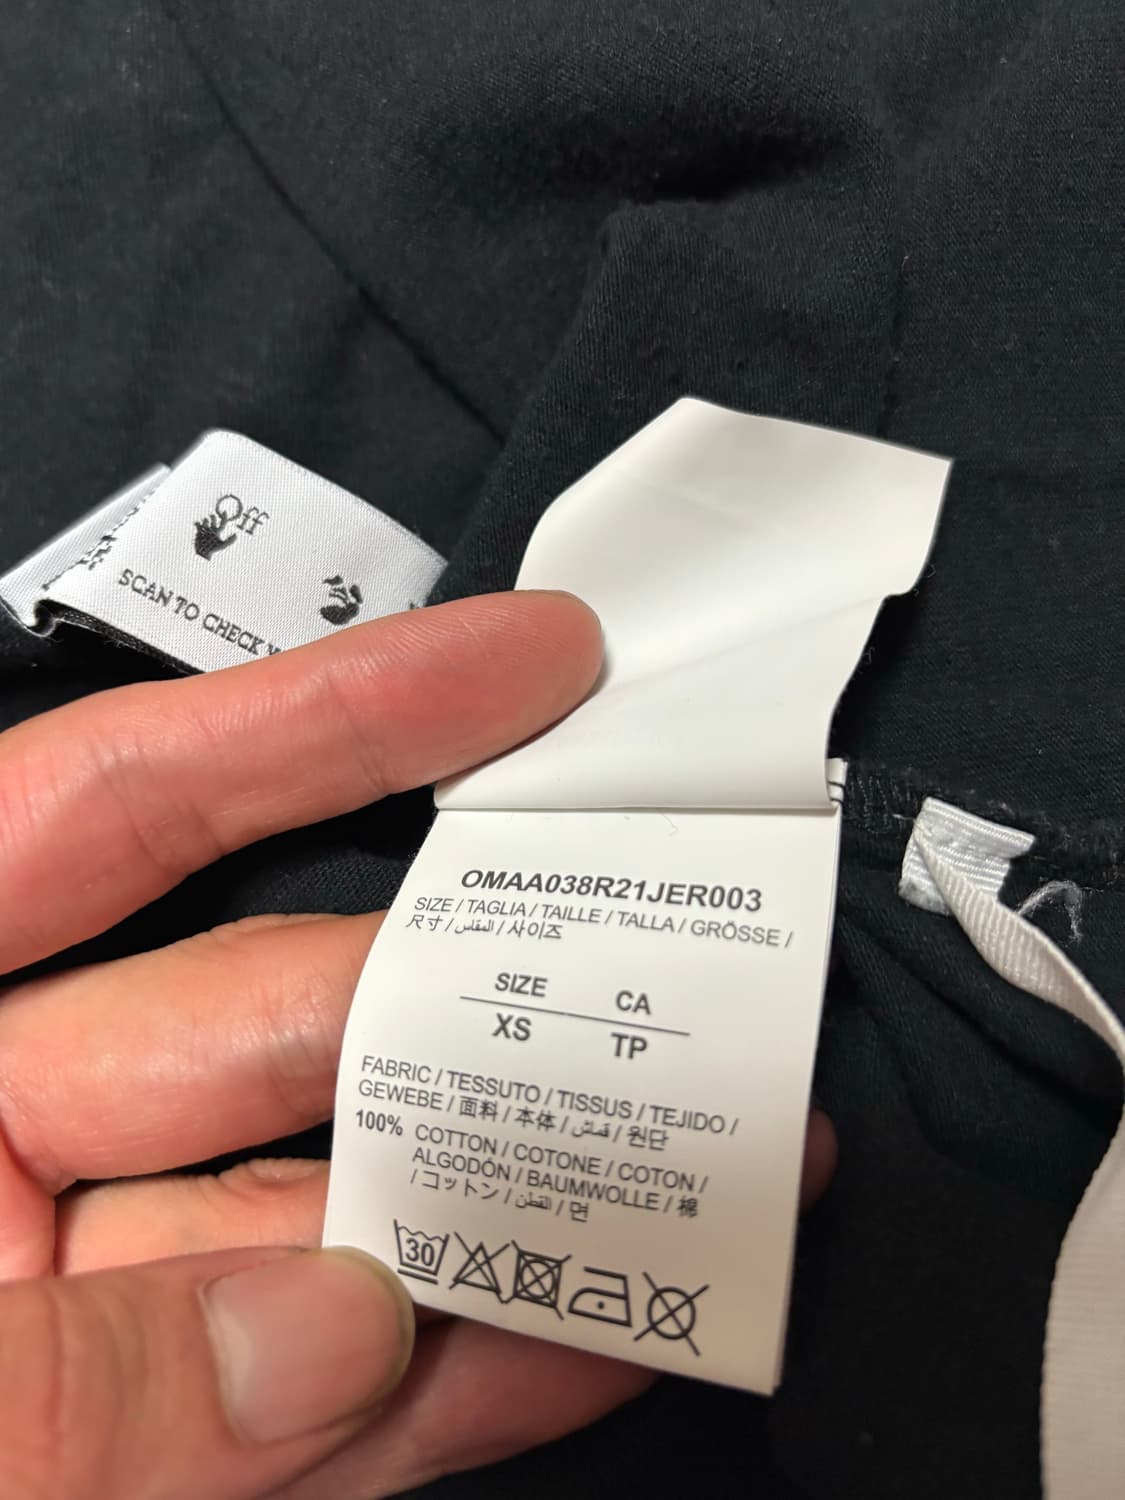 Off
SCAN TO CHECK
OMAA038R21JER003
SIZE / TAGLIA / TAILLE / TALLA / GRÖSSE /
尺寸 / المقاس / 사이즈
SIZE CA
XS TP
FABRIC / TESSUTO / TISSUS / TEJIDO /
GEWEBE / 面料 / 本体 / قماش / 원단
100% COTTON / COTONE / COTON /
ALGODÓN / BAUMWOLLE / 棉
/ コットン / القطن / 면
30